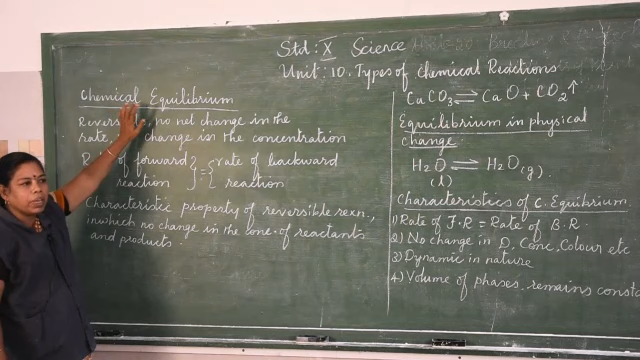 Std: X Science
Unit: 10. Types of Chemical Reactions
Chemical Equilibrium
no net change in the
rate, change in the concentration
of forward reaction } = { rate of backward reaction
Characteristic property of reversible rexn.,
in which no change in the conc. of reactants
and products.
CaCO3 ⇌ CaO + CO2↑
Equilibrium in physical
change
H2O ⇌ H2O(g)
(l)
Characteristics of C. Equibrium
1) Rate of F.R = Rate of B.R.
2) No change in D, Conc, Colour etc
3) Dynamic in nature
4) Volume of phases remains consta